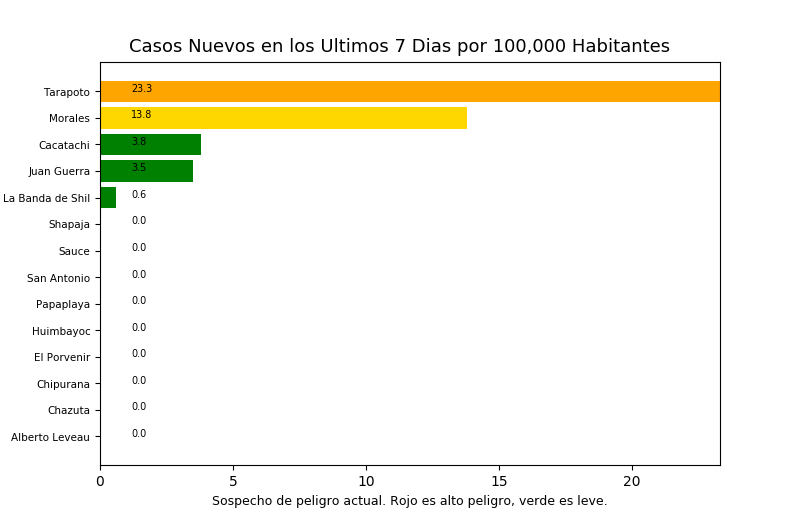 Casos Nuevos en los Ultimos 7 Dias por 100,000 Habitantes
Tarapoto 23.3
Morales 13.8
Cacatachi 3.8
Juan Guerra 3.5
La Banda de Shil 0.6
Shapaja 0.0
Sauce 0.0
San Antonio 0.0
Papaplaya 0.0
Huimbayoc 0.0
El Porvenir 0.0
Chipurana 0.0
Chazuta 0.0
Alberto Leveau 0.0
0 5 10 15 20
Sospecho de peligro actual. Rojo es alto peligro, verde es leve.